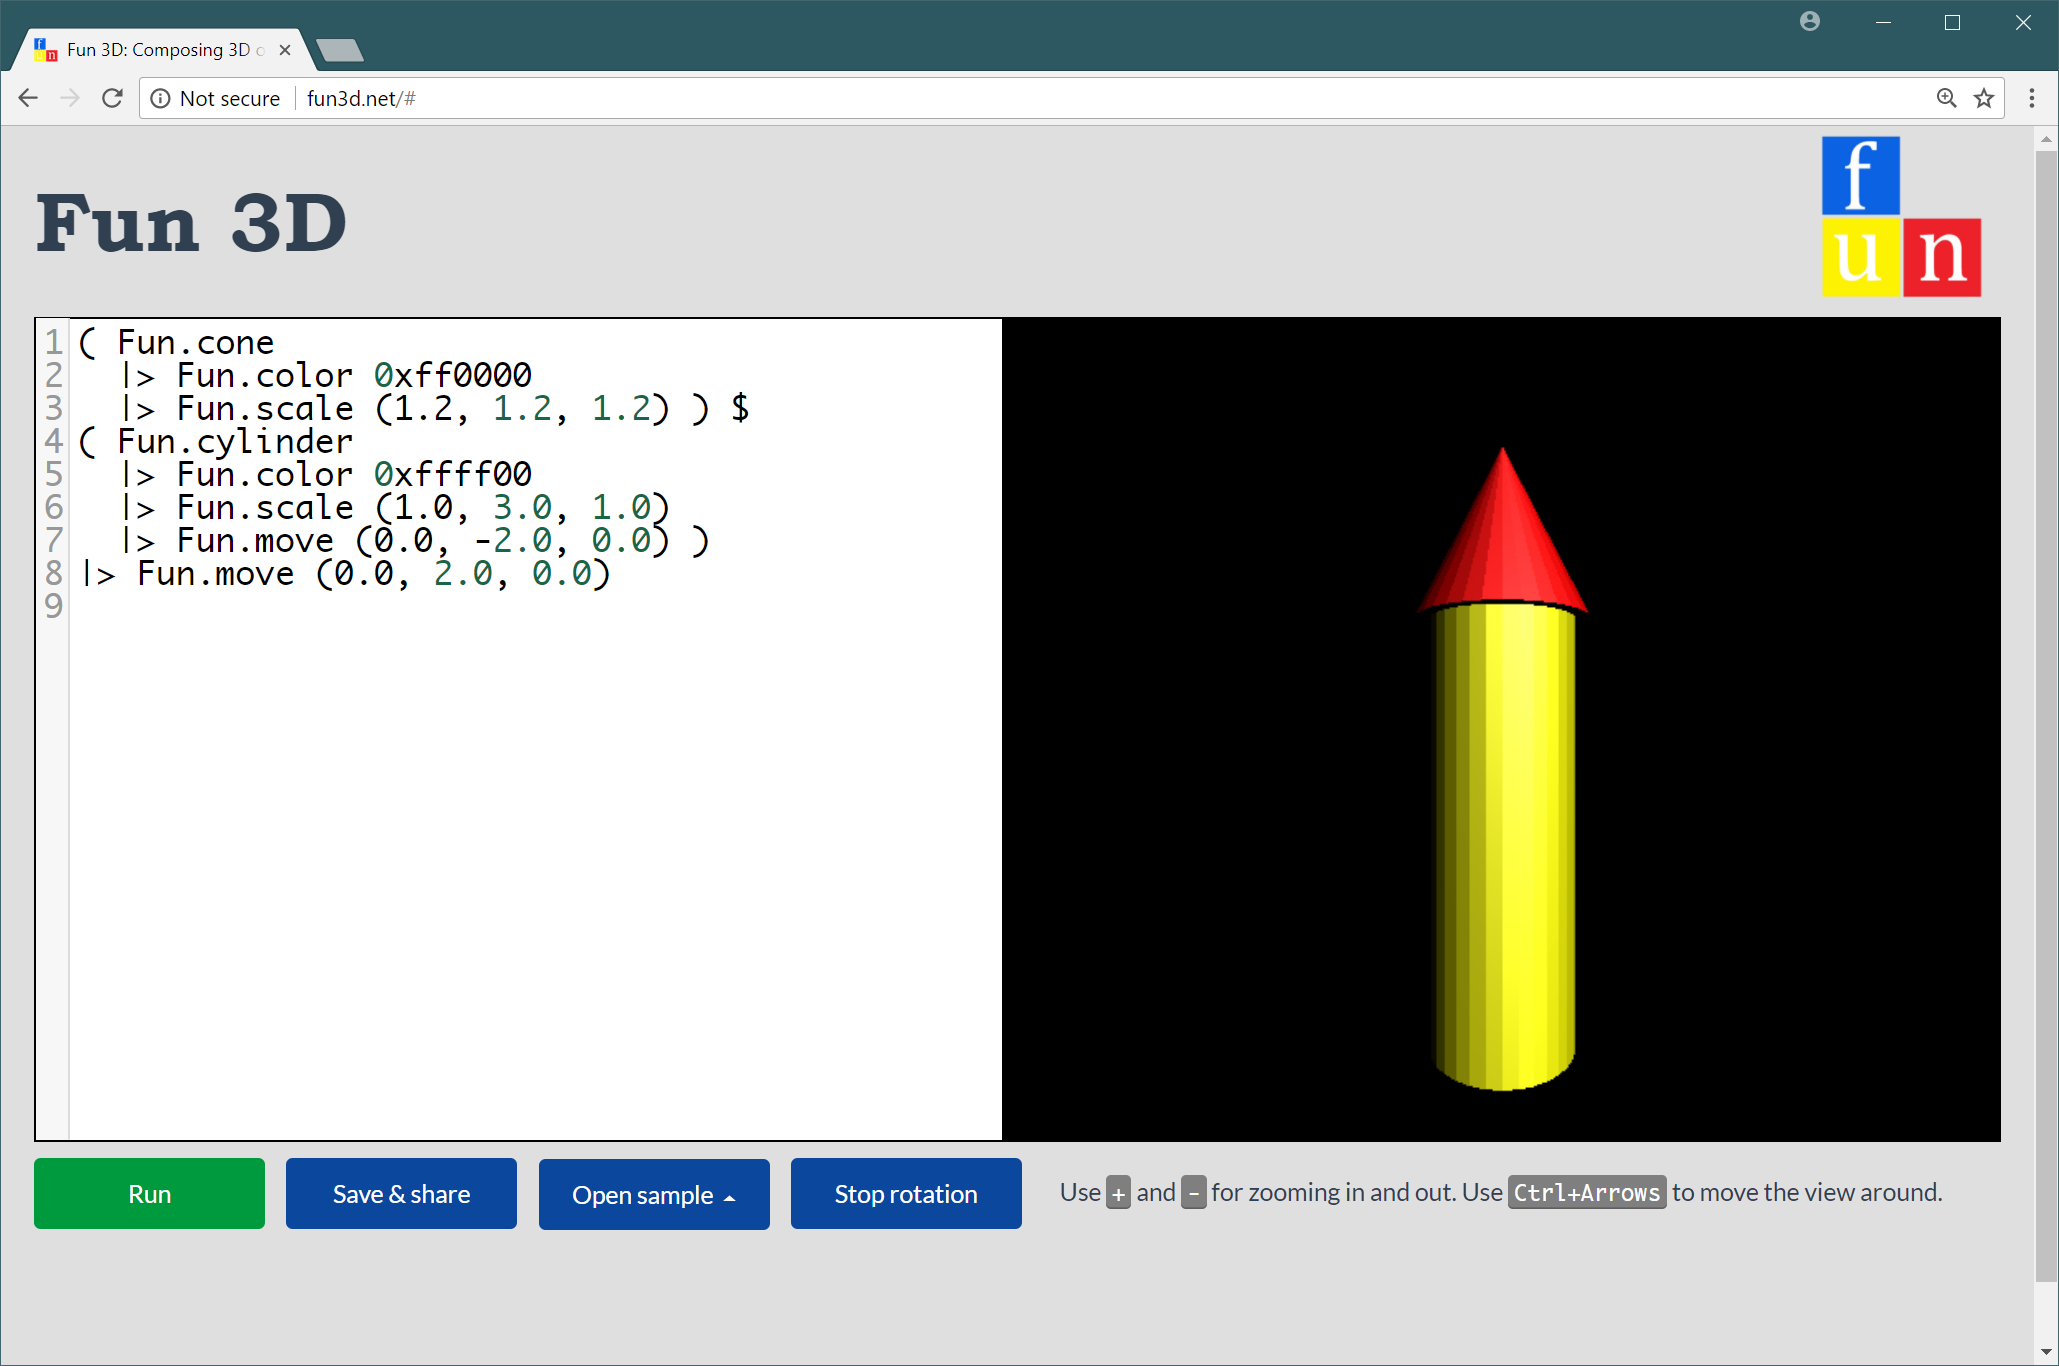 Fun 3D: Composing 3D o
Not secure fun3d.net/#
Fun 3D
f
u n
1 ( Fun.cone
2 |> Fun.color 0xff0000
3 |> Fun.scale (1.2, 1.2, 1.2) ) $
4 ( Fun.cylinder
5 |> Fun.color 0xffff00
6 |> Fun.scale (1.0, 3.0, 1.0)
7 |> Fun.move (0.0, -2.0, 0.0) )
8 |> Fun.move (0.0, 2.0, 0.0)
9
Run Save & share Open sample Stop rotation Use + and - for zooming in and out. Use Ctrl+Arrows to move the view around.